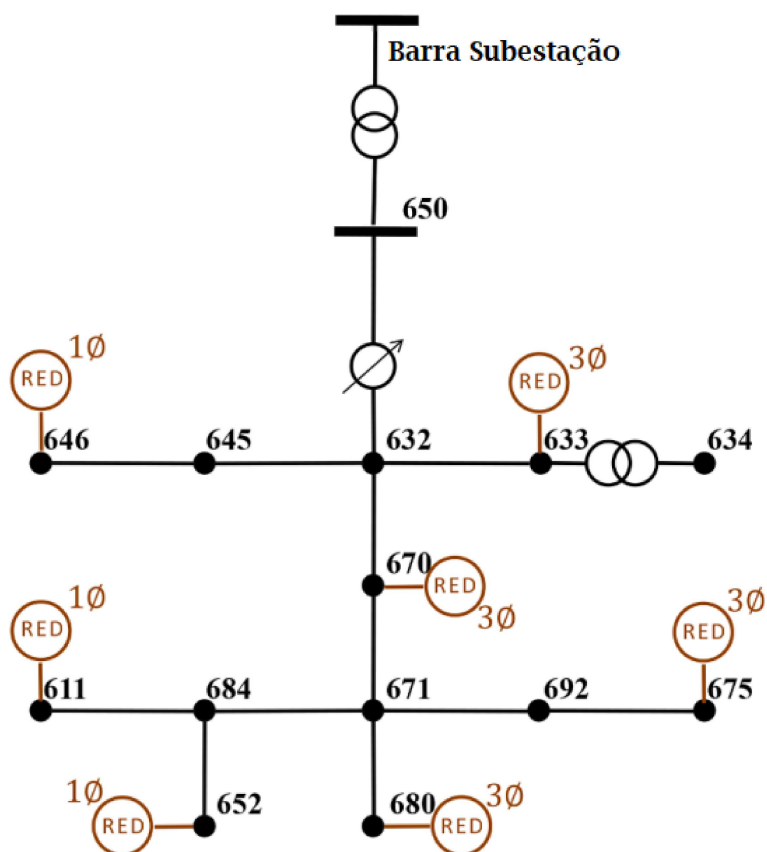 Barra Subestação
650
1Ø
RED
3Ø
RED
646
645
632
633
634
670
RED
3Ø
1Ø
RED
3Ø
RED
611
684
671
692
675
1Ø
RED
652
680
RED
3Ø